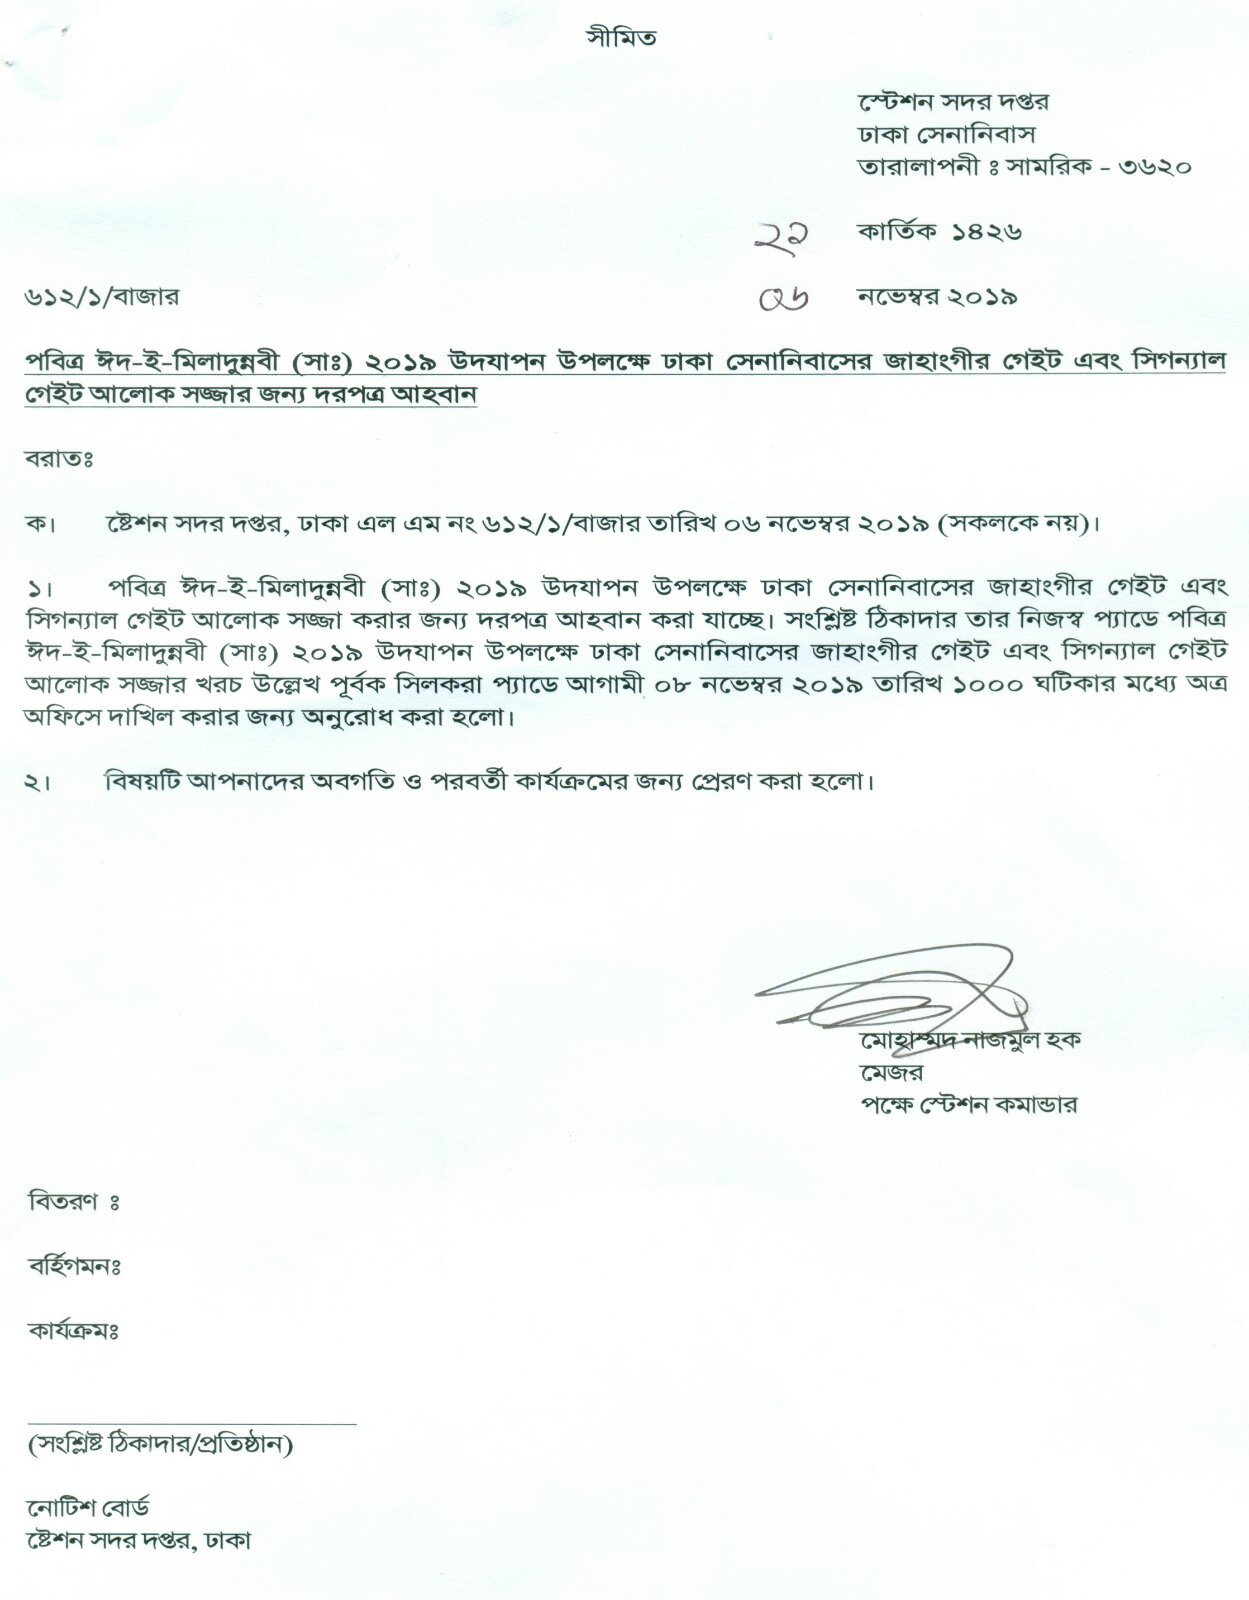 সীমিত
স্টেশন সদর দপ্তর
ঢাকা সেনানিবাস
তারালাপনী ঃ সামরিক - ৩৬২০
২২ কার্তিক ১৪২৬
৬১২/১/বাজার
০৬ নভেম্বর ২০১৯
পবিত্র ঈদ-ই-মিলাদুন্নবী (সাঃ) ২০১৯ উদযাপন উপলক্ষে ঢাকা সেনানিবাসের জাহাংগীর গেইট এবং সিগন্যাল
গেইট আলোক সজ্জার জন্য দরপত্র আহবান
বরাতঃ
ক। ষ্টেশন সদর দপ্তর, ঢাকা এল এম নং ৬১২/১/বাজার তারিখ ০৬ নভেম্বর ২০১৯ (সকলকে নয়)।
১। পবিত্র ঈদ-ই-মিলাদুন্নবী (সাঃ) ২০১৯ উদযাপন উপলক্ষে ঢাকা সেনানিবাসের জাহাংগীর গেইট এবং
সিগন্যাল গেইট আলোক সজ্জা করার জন্য দরপত্র আহবান করা যাচ্ছে। সংশ্লিষ্ট ঠিকাদার তার নিজস্ব প্যাডে পবিত্র
ঈদ-ই-মিলাদুন্নবী (সাঃ) ২০১৯ উদযাপন উপলক্ষে ঢাকা সেনানিবাসের জাহাংগীর গেইট এবং সিগন্যাল গেইট
আলোক সজ্জার খরচ উল্লেখ পূর্বক সিলকরা প্যাডে আগামী ০৮ নভেম্বর ২০১৯ তারিখ ১০০০ ঘটিকার মধ্যে অত্র
অফিসে দাখিল করার জন্য অনুরোধ করা হলো।
২। বিষয়টি আপনাদের অবগতি ও পরবর্তী কার্যক্রমের জন্য প্রেরণ করা হলো।
মোহাম্মদ নাজমুল হক
মেজর
পক্ষে স্টেশন কমান্ডার
বিতরণ ঃ
বর্হিগমনঃ
কার্যক্রমঃ
(সংশ্লিষ্ট ঠিকাদার/প্রতিষ্ঠান)
নোটিশ বোর্ড
ষ্টেশন সদর দপ্তর, ঢাকা